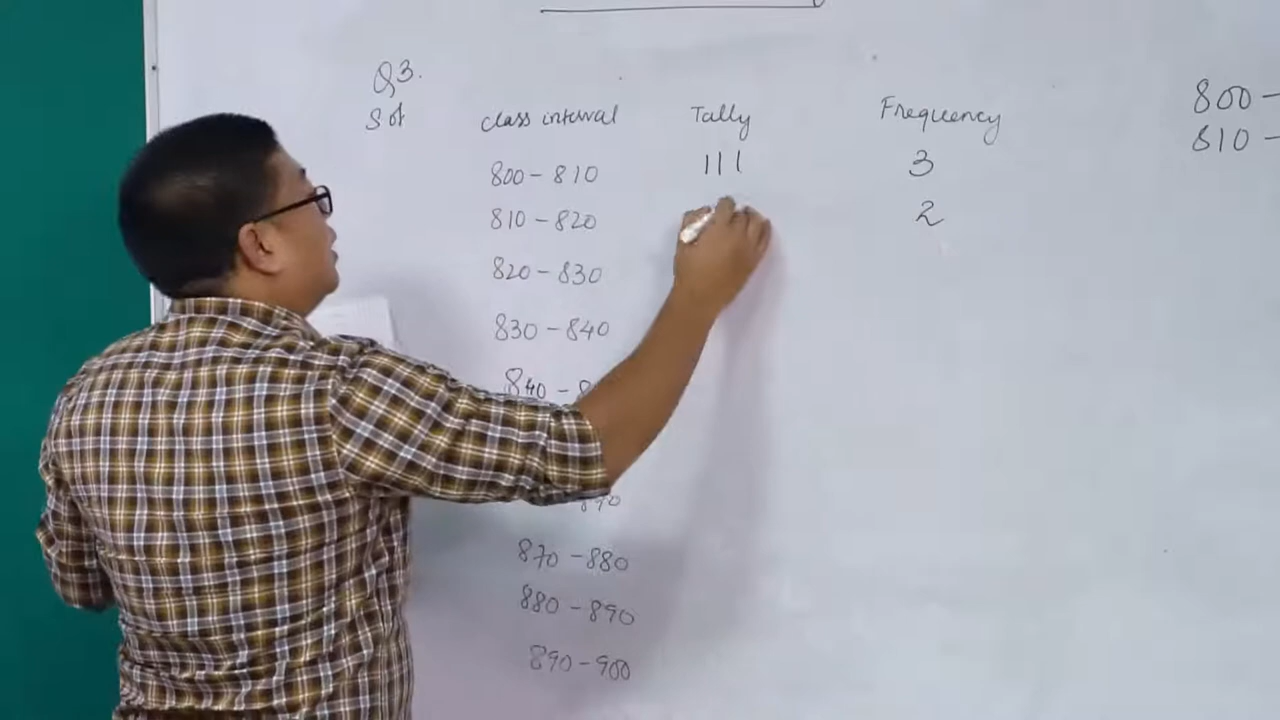 Q3.
Sol
class interval Tally Frequency
800 - 810 ||| 3
810 - 820 2
820 - 830
830 - 840
840 -
870 - 880
880 - 890
890 - 900
800 -
810 -